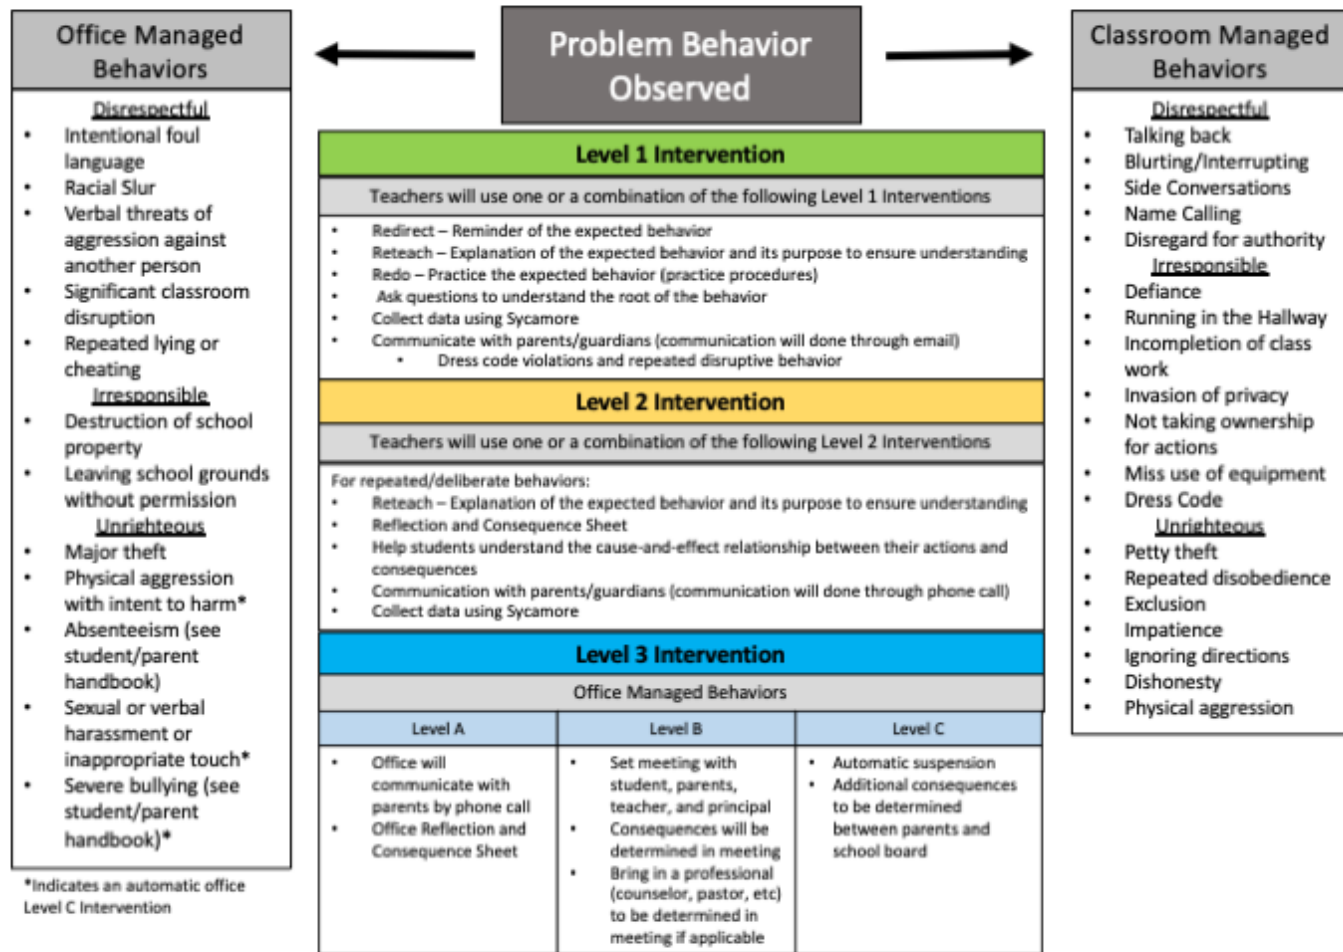 Office Managed
Behaviors
Disrespectful
• Intentional foul
language
• Racial Slur
• Verbal threats of
aggression against
another person
• Significant classroom
disruption
• Repeated lying or
cheating
Irresponsible
• Destruction of school
property
• Leaving school grounds
without permission
Unrighteous
• Major theft
• Physical aggression
with intent to harm*
• Absenteeism (see
student/parent
handbook)
• Sexual or verbal
harassment or
inappropriate touch*
• Severe bullying (see
student/parent
handbook)*
*Indicates an automatic office
Level C Intervention
Problem Behavior
Observed
Level 1 Intervention
Teachers will use one or a combination of the following Level 1 Interventions
• Redirect – Reminder of the expected behavior
• Reteach – Explanation of the expected behavior and its purpose to ensure understanding
• Redo – Practice the expected behavior (practice procedures)
• Ask questions to understand the root of the behavior
• Collect data using Sycamore
• Communicate with parents/guardians (communication will done through email)
• Dress code violations and repeated disruptive behavior
Level 2 Intervention
Teachers will use one or a combination of the following Level 2 Interventions
For repeated/deliberate behaviors:
• Reteach – Explanation of the expected behavior and its purpose to ensure understanding
• Reflection and Consequence Sheet
• Help students understand the cause-and-effect relationship between their actions and
consequences
• Communication with parents/guardians (communication will done through phone call)
• Collect data using Sycamore
Level 3 Intervention
Office Managed Behaviors
Level A
• Office will
communicate with
parents by phone call
• Office Reflection and
Consequence Sheet
Level B
• Set meeting with
student, parents,
teacher, and principal
• Consequences will be
determined in meeting
• Bring in a professional
(counselor, pastor, etc)
to be determined in
meeting if applicable
Level C
• Automatic suspension
• Additional consequences
to be determined
between parents and
school board
Classroom Managed
Behaviors
Disrespectful
• Talking back
• Blurting/Interrupting
• Side Conversations
• Name Calling
• Disregard for authority
Irresponsible
• Defiance
• Running in the Hallway
• Incompletion of class
work
• Invasion of privacy
• Not taking ownership
for actions
• Miss use of equipment
• Dress Code
Unrighteous
• Petty theft
• Repeated disobedience
• Exclusion
• Impatience
• Ignoring directions
• Dishonesty
• Physical aggression